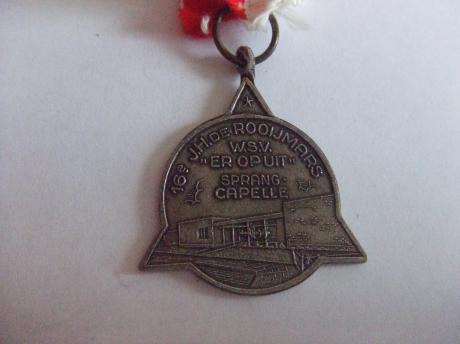 16e J.H. DE ROOIJMARS
W.S.V.
"ER OP UIT"
SPRANG-
CAPELLE